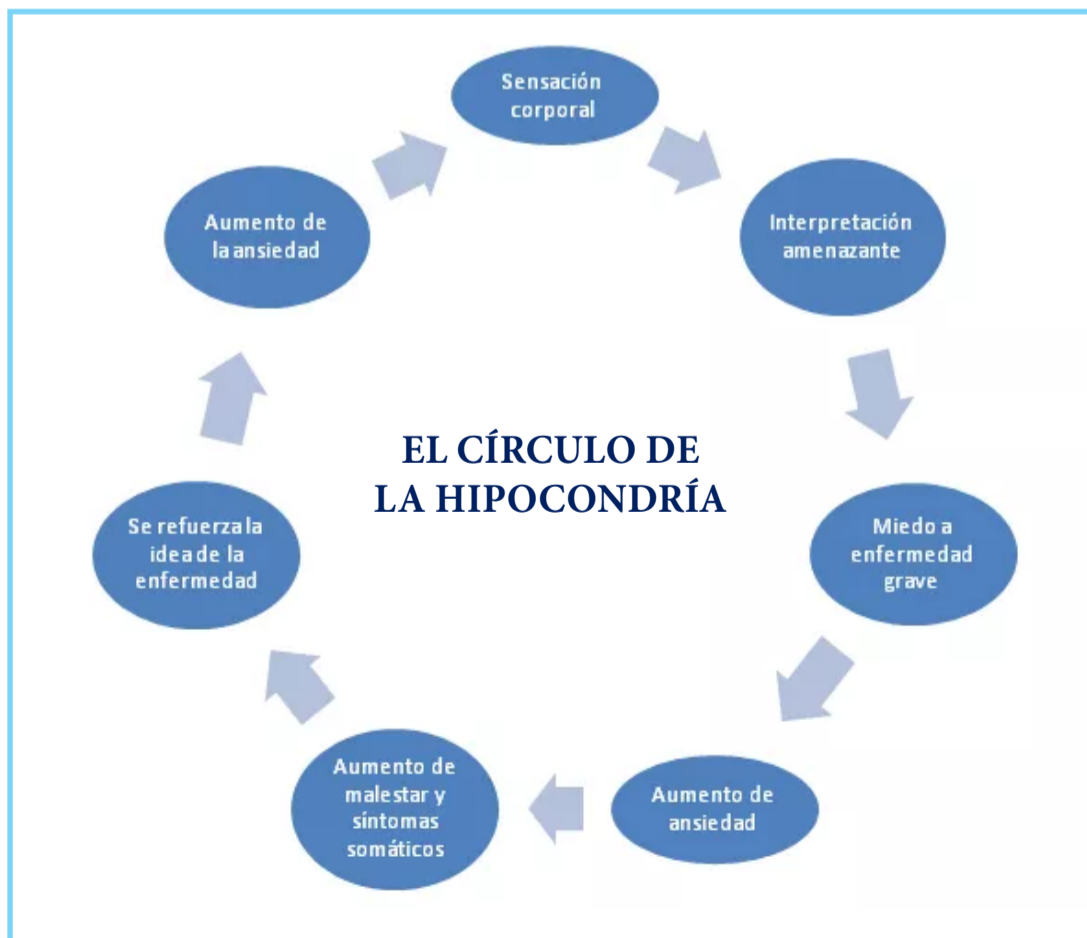 Sensación
corporal
Interpretación
amenazante
Miedo a
enfermedad
grave
Aumento de
ansiedad
Aumento de
malestar y
síntomas
somáticos
Se refuerza la
idea de la
enfermedad
Aumento de
la ansiedad
EL CÍRCULO DE
LA HIPOCONDRÍA